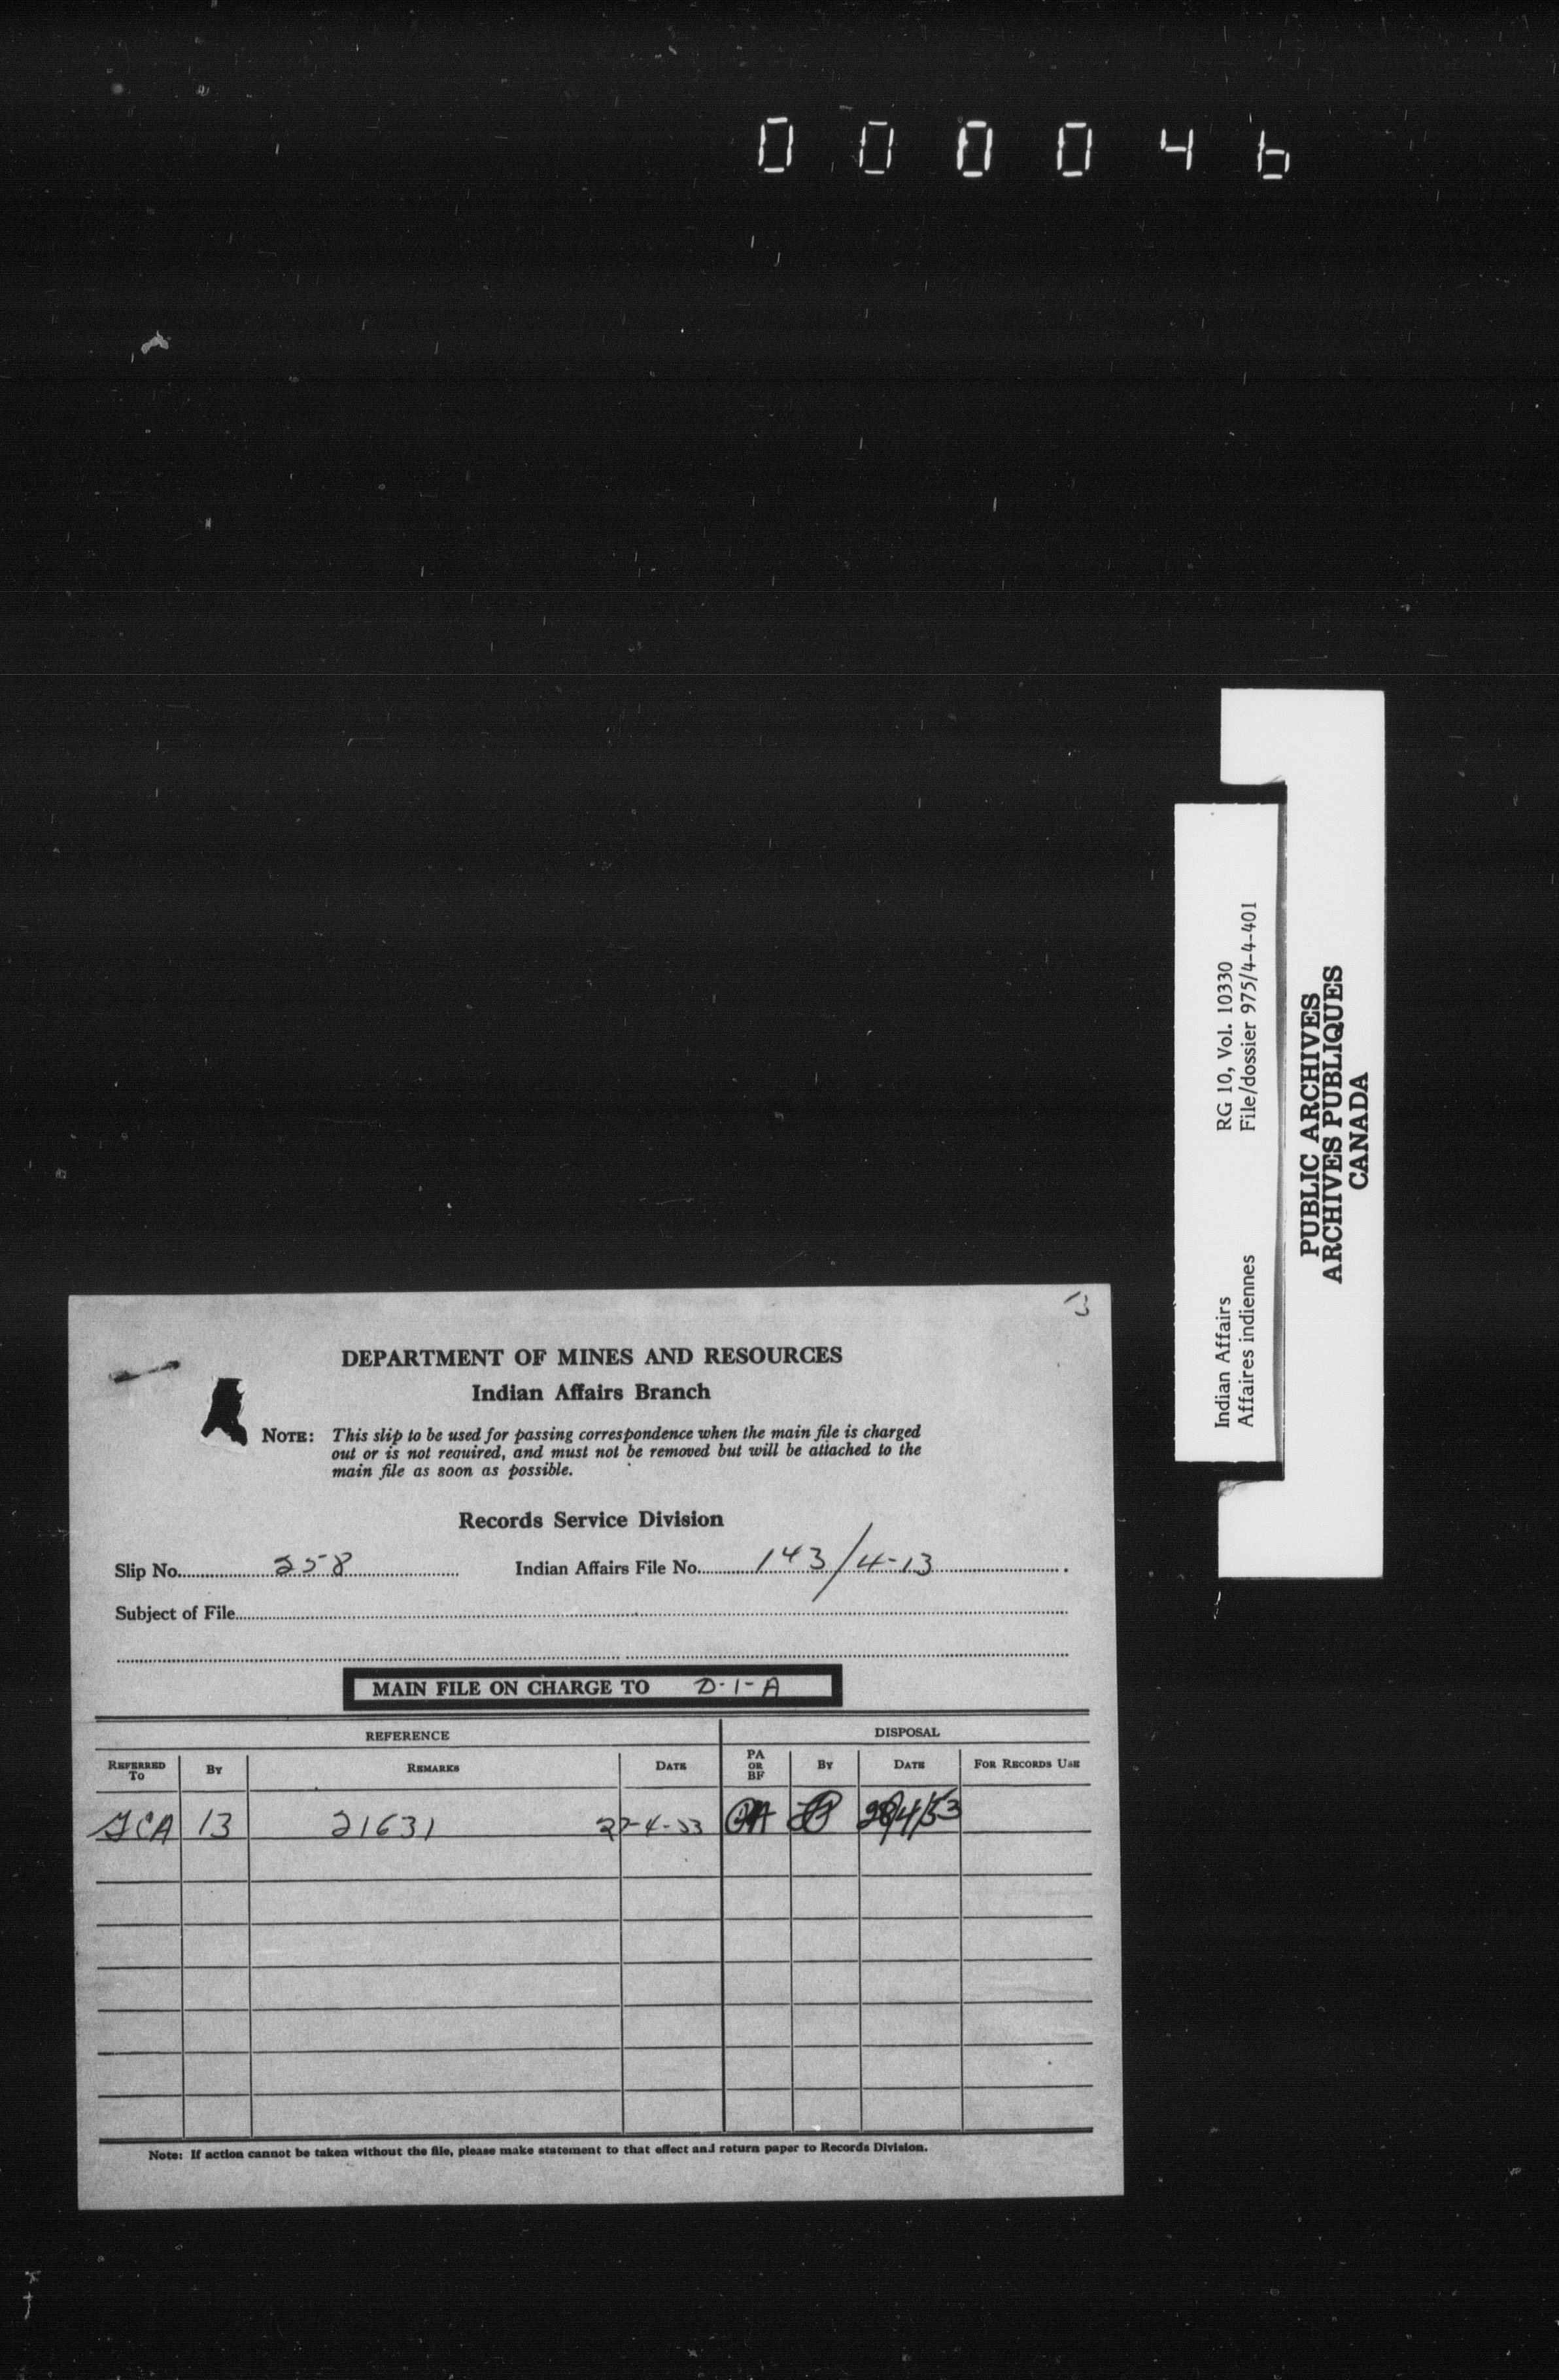 000046
DEPARTMENT OF MINES AND RESOURCES
Indian Affairs Branch
NOTE: This slip to be used for passing correspondence when the main file is charged
out or is not required, and must not be removed but will be attached to the
main file as soon as possible.
Records Service Division
Slip No. 258 Indian Affairs File No. 143/4-13
Subject of File
MAIN FILE ON CHARGE TO D-1-A
REFERENCE DISPOSAL
REFERRED TO BY REMARKS DATE PA OR BF BY DATE FOR RECORDS USE
13 21631 27-4-53 PA 28/4/53
Note: If action cannot be taken without the file, please make statement to that effect and return paper to Records Division.
Indian Affairs RG 10, Vol. 10330
Affaires indiennes File/dossier 975/4-4-401
PUBLIC ARCHIVES
ARCHIVES PUBLIQUES
CANADA